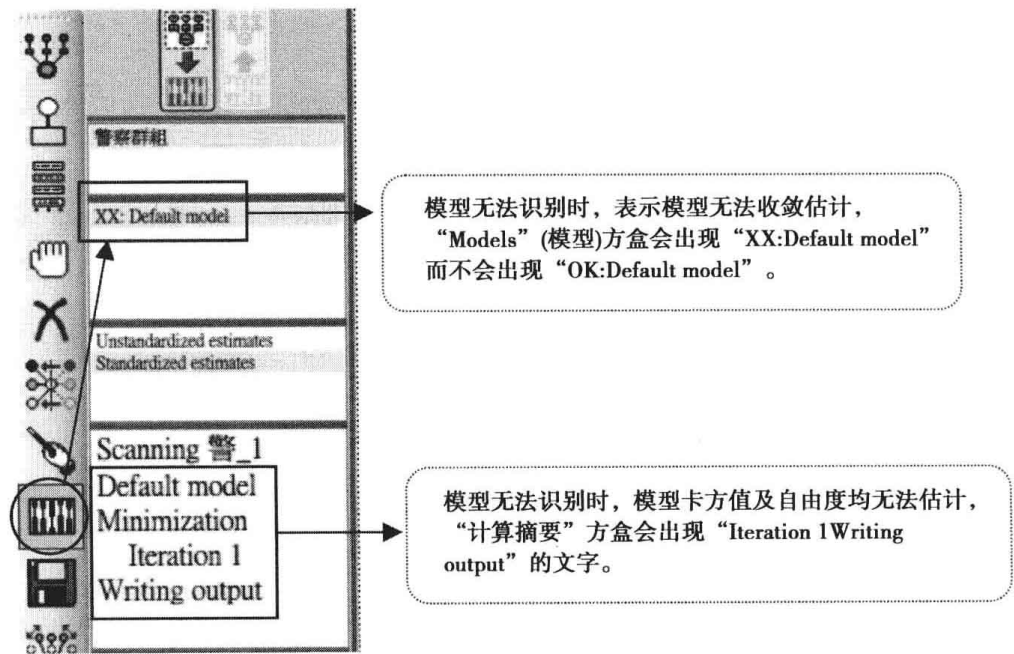 警察群组
XX: Default model
模型无法识别时，表示模型无法收敛估计，
“Models”(模型)方盒会出现“XX:Default model”
而不会出现“OK:Default model”。
Unstandardized estimates
Standardized estimates
Scanning 警_1
Default model
Minimization
Iteration 1
Writing output
模型无法识别时，模型卡方值及自由度均无法估计，
“计算摘要”方盒会出现“Iteration 1Writing
output”的文字。